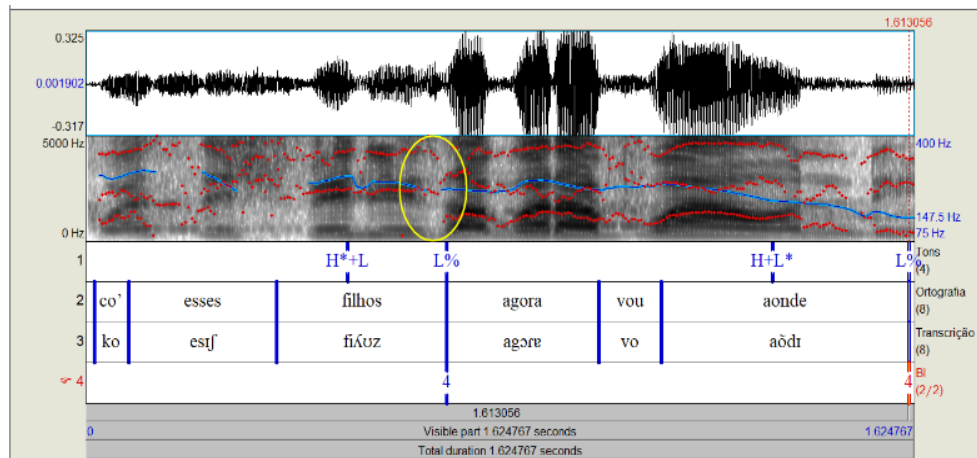 1.613056
0.325
0.001902
-0.317
5000 Hz 400 Hz
147.5 Hz
0 Hz 75 Hz
1 H*+L L% H+L* L% Tons (4)
2 co’ esses filhos agora vou aonde Ortografia (8)
3 ko esɪʃ fiʎʊz agɔɾɐ vo aõdɪ Transcrição (8)
4 4 4 BI (2/2)
1.613056
0 Visible part 1.624767 seconds 1.624767
Total duration 1.624767 seconds